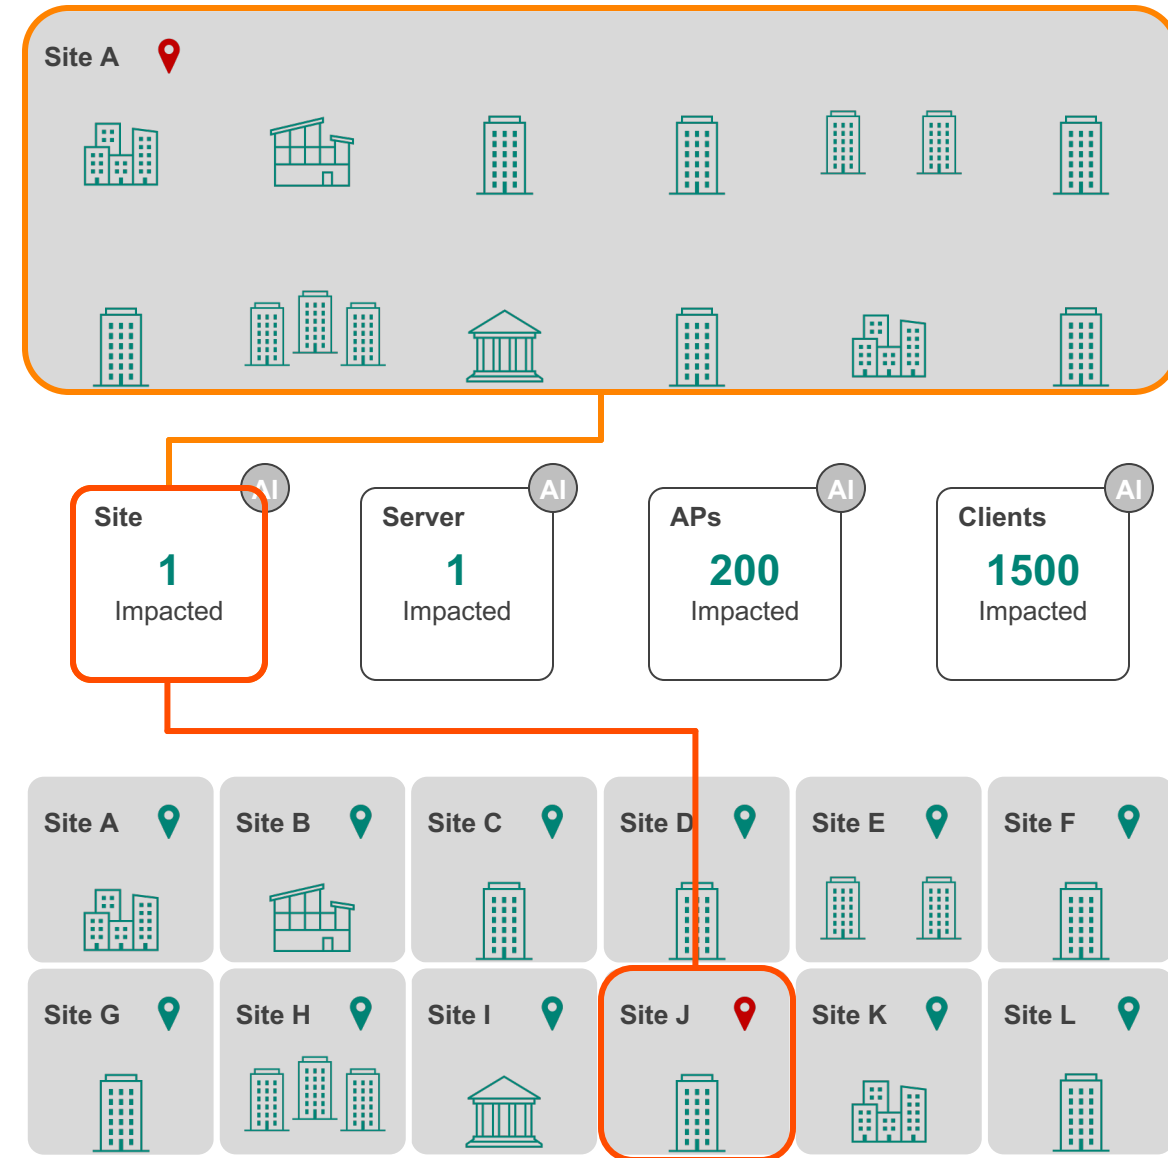 Site A
AI
AI
AI
AI
Site
Server
APs
Clients
1
1
200
1500
Impacted
Impacted
Impacted
Impacted
Site A
Site B
Site C
Site D
Site E
Site F
Site G
Site H
Site I
Site J
Site K
Site L